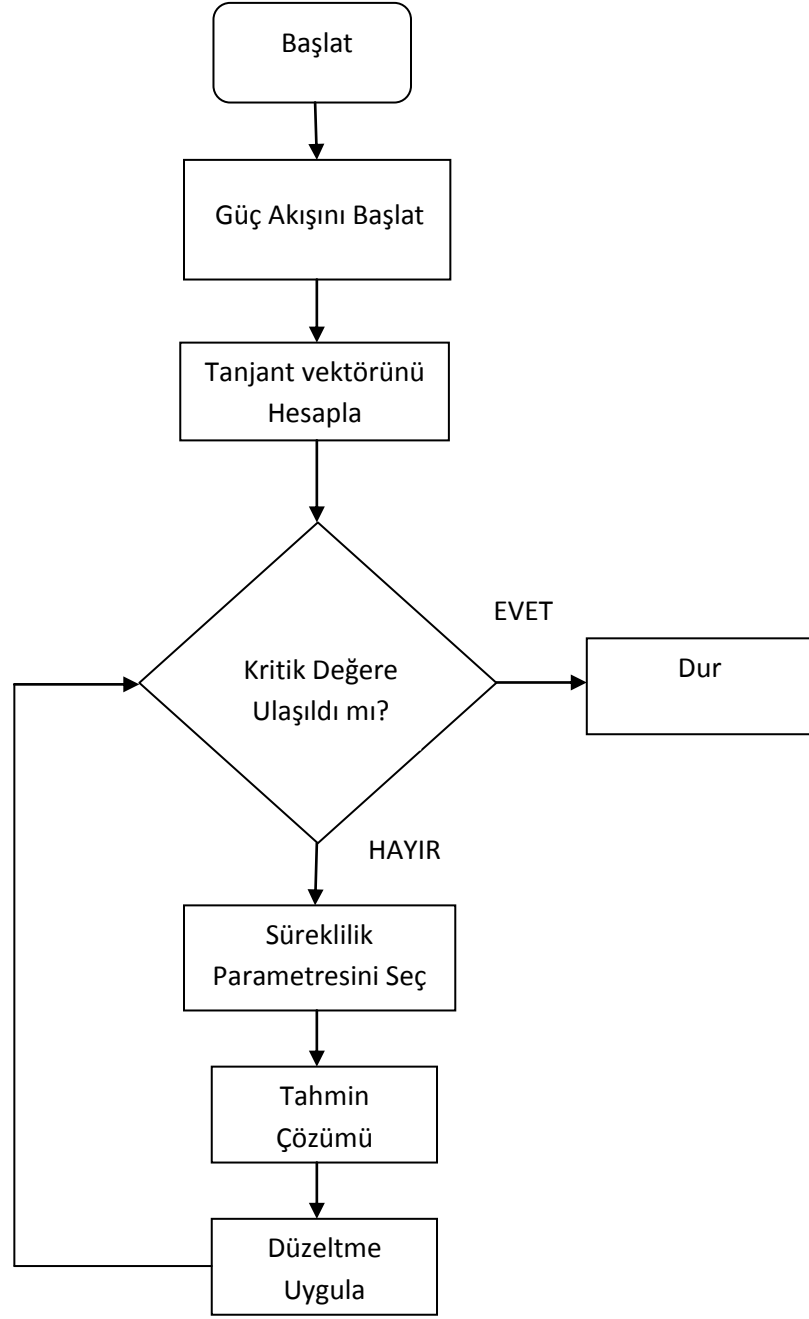 Başlat
Güç Akışını Başlat
Tanjant vektörünü
Hesapla
EVET
Kritik Değere
Ulaşıldı mı?
Dur
HAYIR
Süreklilik
Parametresini Seç
Tahmin
Çözümü
Düzeltme
Uygula